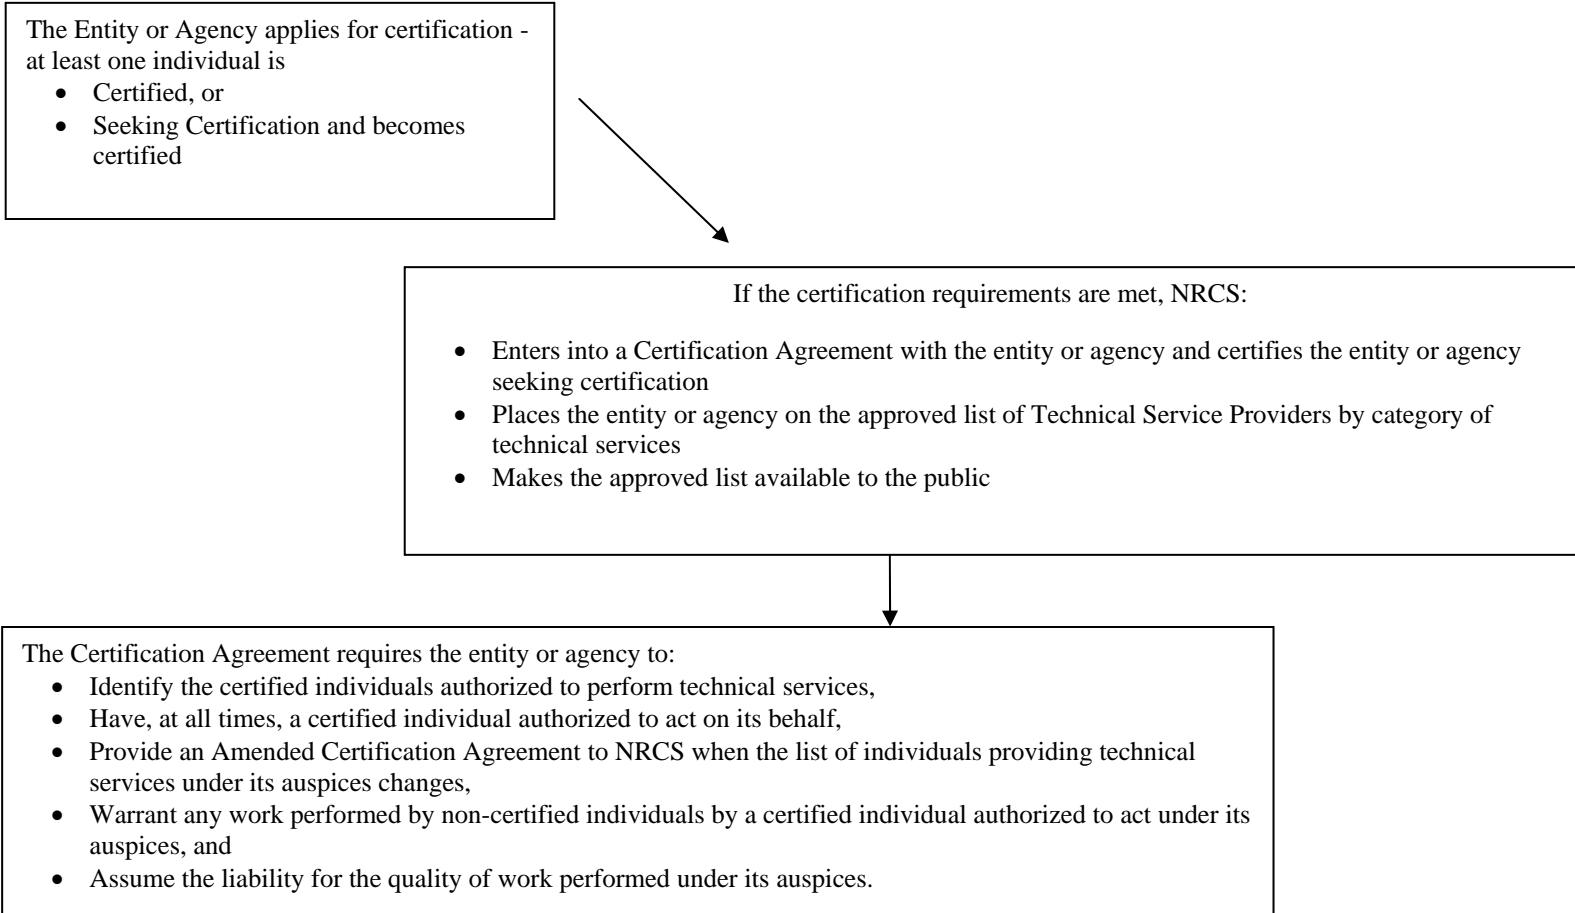 The Entity or Agency applies for certification -
at least one individual is
• Certified, or
• Seeking Certification and becomes
certified
If the certification requirements are met, NRCS:
• Enters into a Certification Agreement with the entity or agency and certifies the entity or agency
seeking certification
• Places the entity or agency on the approved list of Technical Service Providers by category of
technical services
• Makes the approved list available to the public
The Certification Agreement requires the entity or agency to:
• Identify the certified individuals authorized to perform technical services,
• Have, at all times, a certified individual authorized to act on its behalf,
• Provide an Amended Certification Agreement to NRCS when the list of individuals providing technical
services under its auspices changes,
• Warrant any work performed by non-certified individuals by a certified individual authorized to act under its
auspices, and
• Assume the liability for the quality of work performed under its auspices.